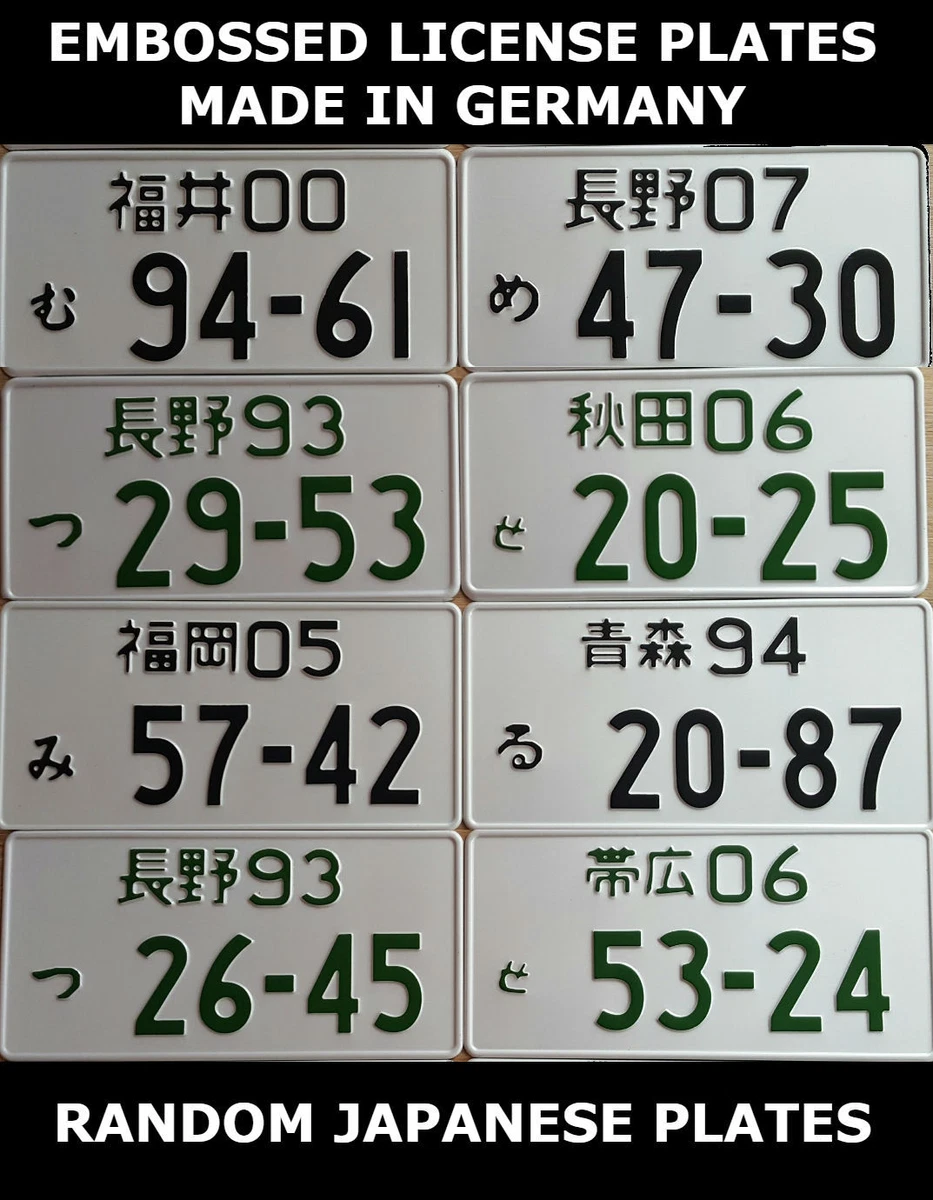 EMBOSSED LICENSE PLATES
MADE IN GERMANY
福井00
む 94-61
長野07
め 47-30
長野93
つ 29-53
秋田06
せ 20-25
福岡05
み 57-42
青森94
る 20-87
長野93
つ 26-45
帯広06
せ 53-24
RANDOM JAPANESE PLATES